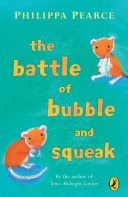 PHILIPPA PEARCE
the
battle of
bubble
and
squeak
By the author of
Tom's Midnight Garden